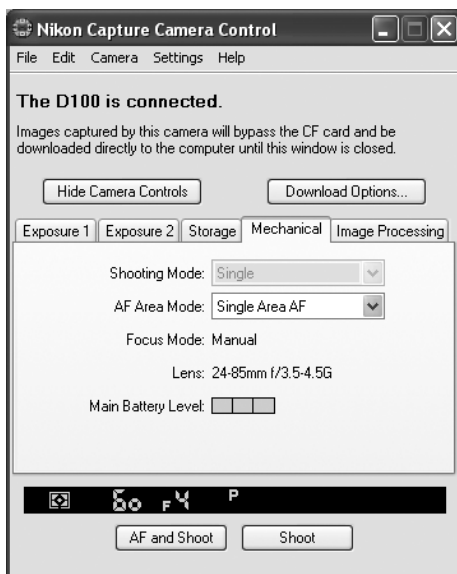 Nikon Capture Camera Control
File Edit Camera Settings Help
The D100 is connected.
Images captured by this camera will bypass the CF card and be
downloaded directly to the computer until this window is closed.
Hide Camera Controls Download Options...
Exposure 1 Exposure 2 Storage Mechanical Image Processing
Shooting Mode: Single
AF Area Mode: Single Area AF
Focus Mode: Manual
Lens: 24-85mm f/3.5-4.5G
Main Battery Level:
60 F4 P
AF and Shoot Shoot